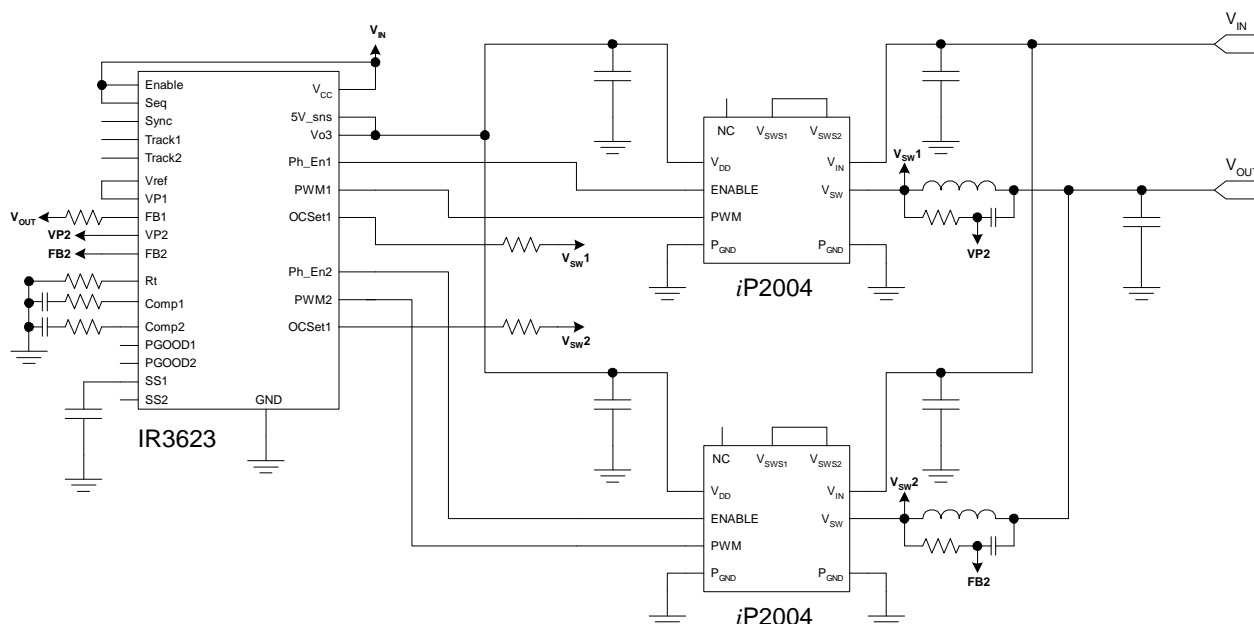 VIN
VIN
Enable
Seq
Sync
Track1
Track2
Vref
VP1
VOUT
FB1
VP2
VP2
FB2
FB2
Rt
Comp1
Comp2
PGOOD1
PGOOD2
SS1
SS2
VCC
5V_sns
Vo3
Ph_En1
PWM1
OCSet1
Ph_En2
PWM2
OCSet1
GND
IR3623
VSW1
VSW2
NC
VSWS1
VSWS2
VDD
ENABLE
PWM
PGND
VIN
VSW
PGND
iP2004
VSW1
VP2
VOUT
NC
VSWS1
VSWS2
VDD
ENABLE
PWM
PGND
VIN
VSW
PGND
iP2004
VSW2
FB2